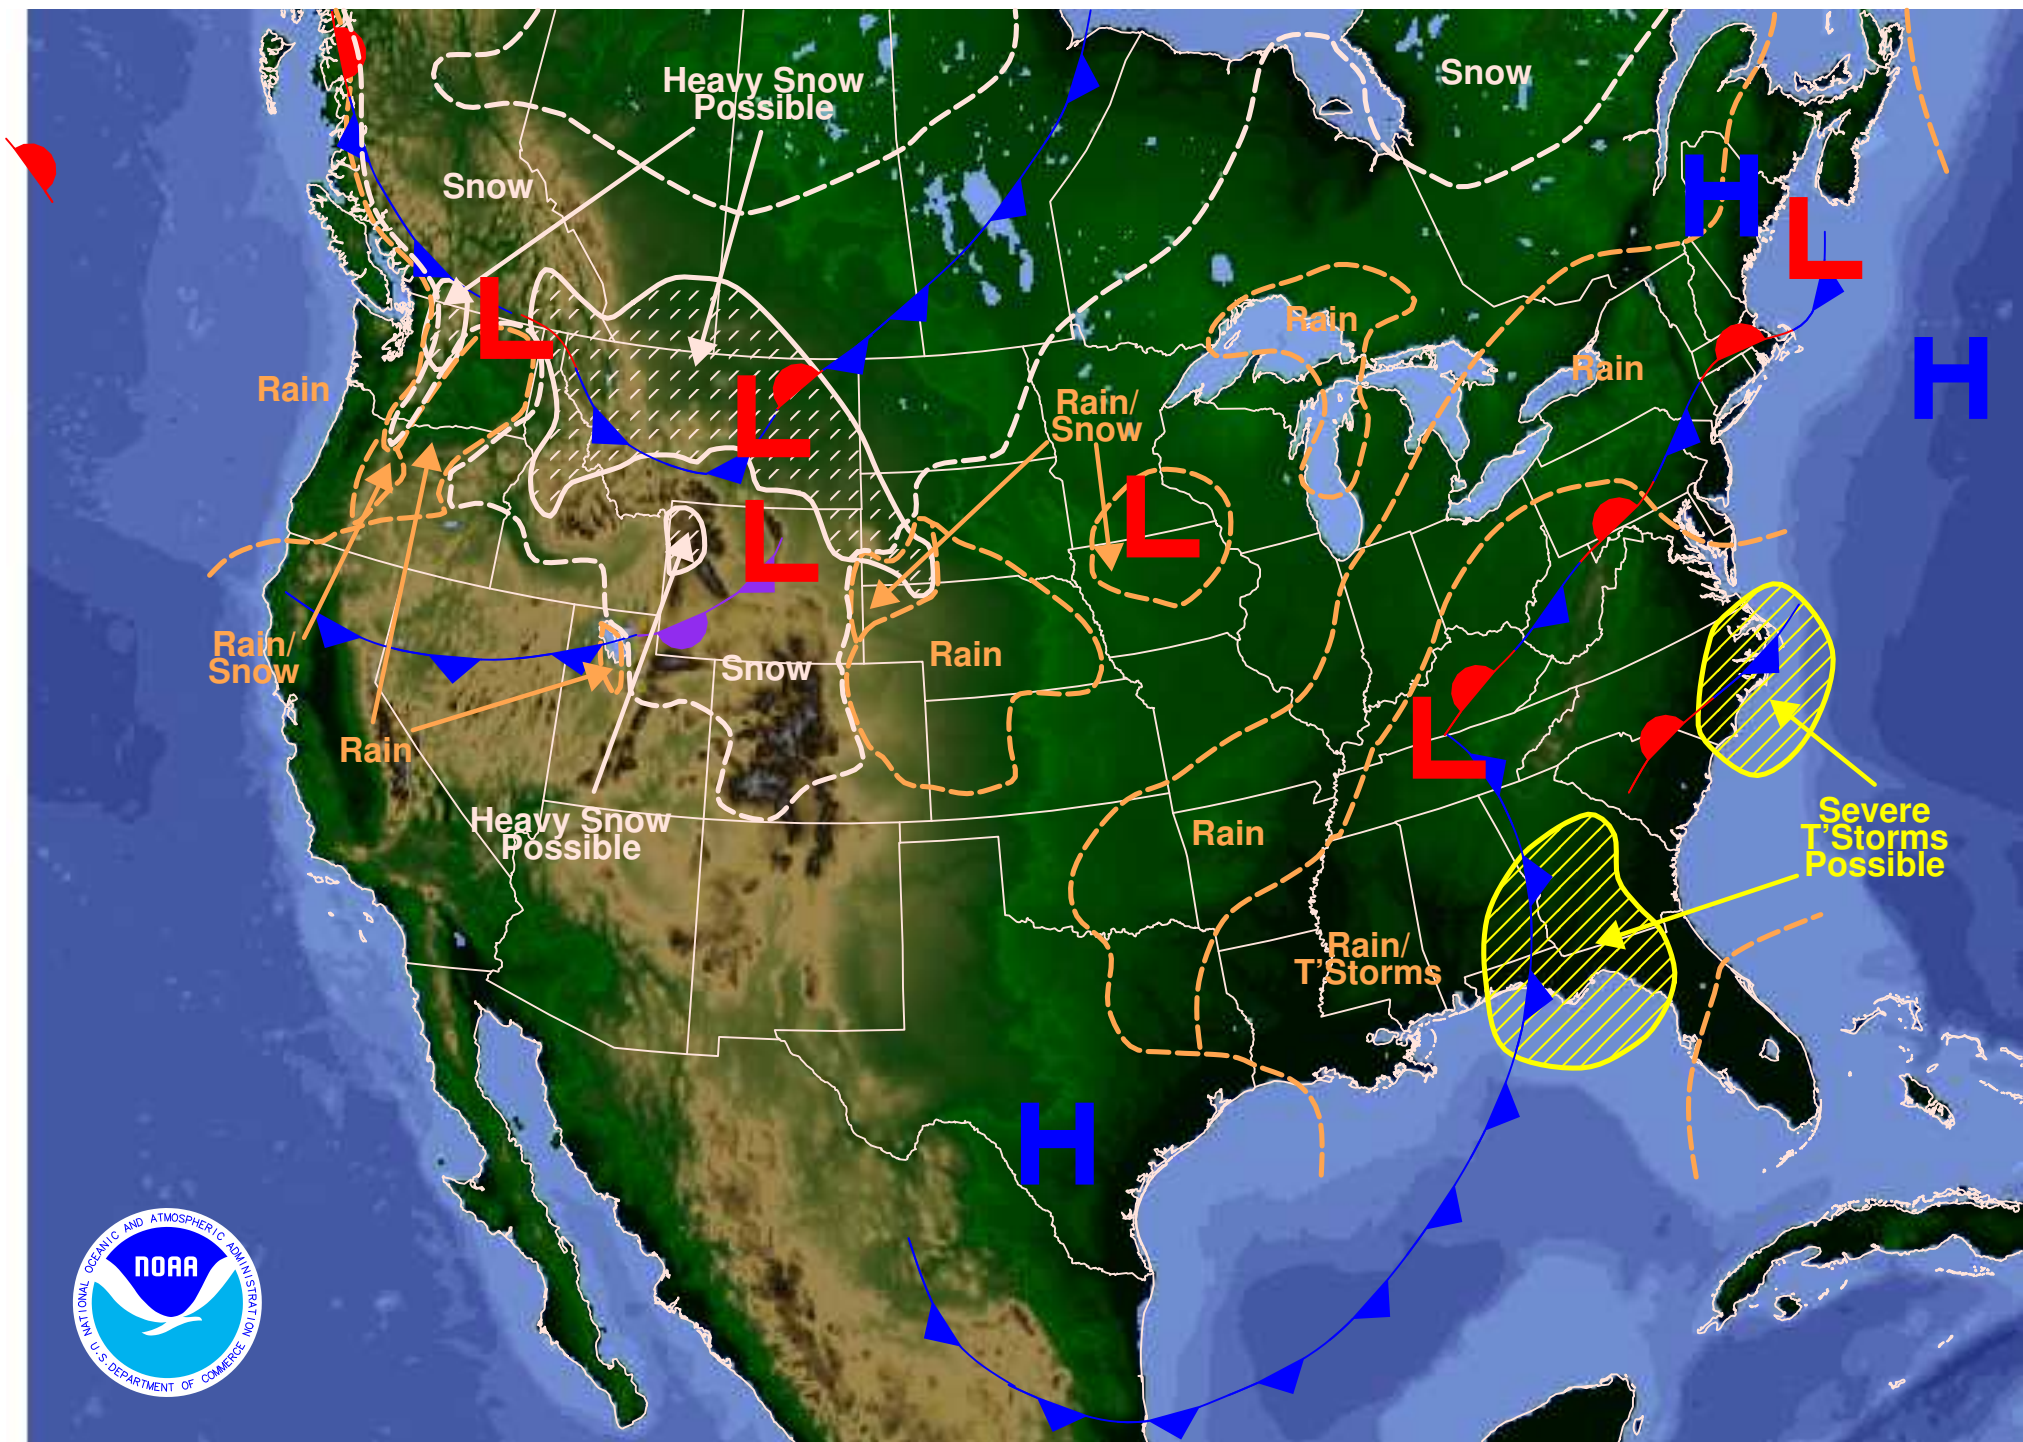 Heavy Snow
Possible
Snow
Snow
H
L
Rain
Rain
Rain
L
H
L
Rain/
Snow
L
L
L
Rain/
Snow
Rain
Snow
Rain
L
Heavy Snow
Possible
Rain
Severe
T'Storms
Possible
Rain/
T'Storms
H
NATIONAL OCEANIC AND ATMOSPHERIC ADMINISTRATION
NOAA
U.S. DEPARTMENT OF COMMERCE